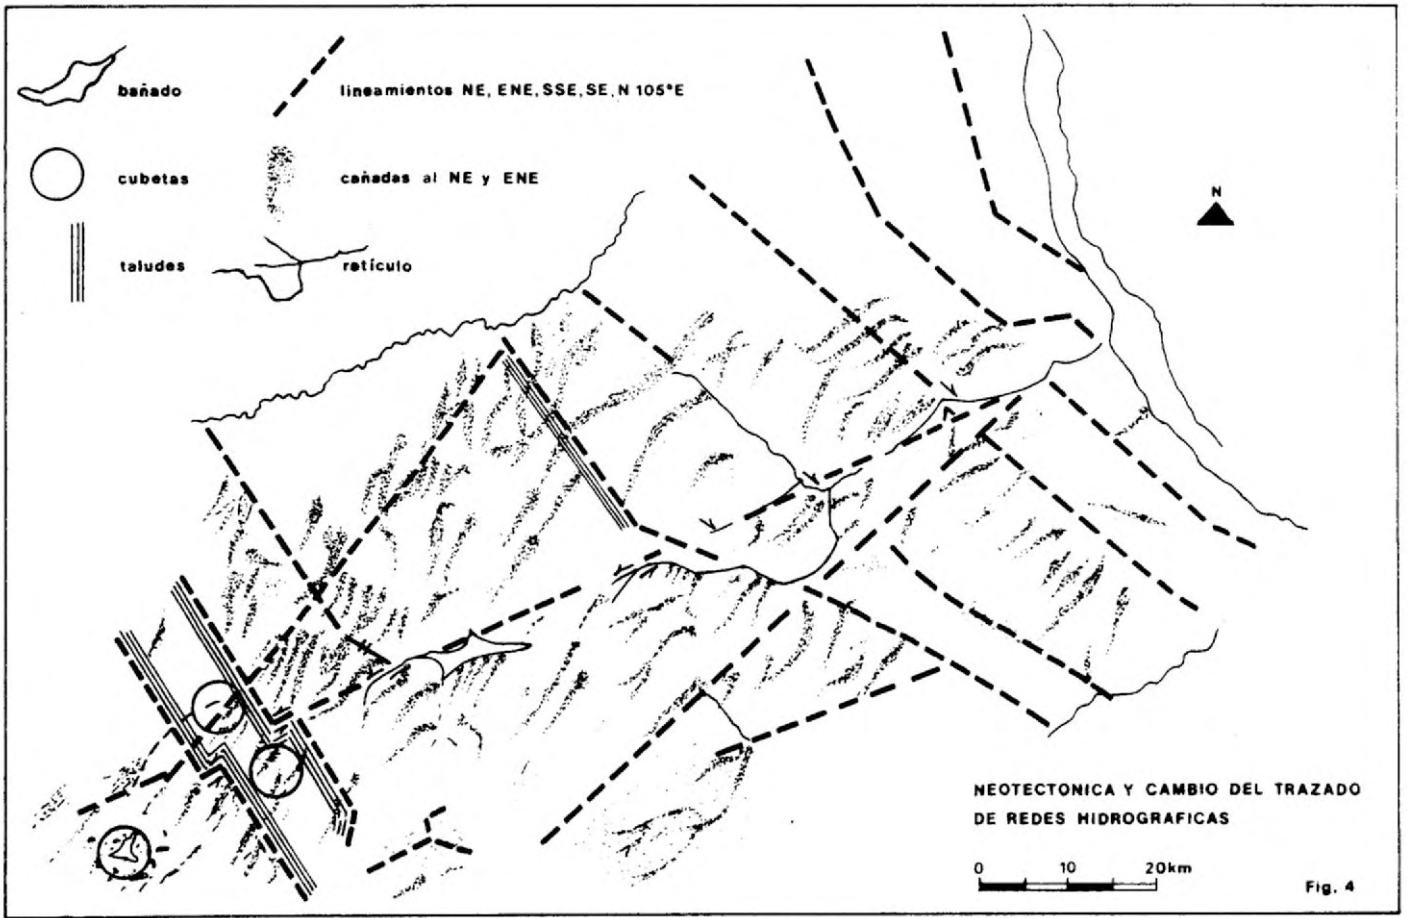 bañado
lineamientos NE, ENE, SSE, SE, N 105°E
cubetas
cañadas al NE y ENE
taludes
retículo
N
NEOTECTONICA Y CAMBIO DEL TRAZADO
DE REDES HIDROGRAFICAS
0 10 20km
Fig. 4